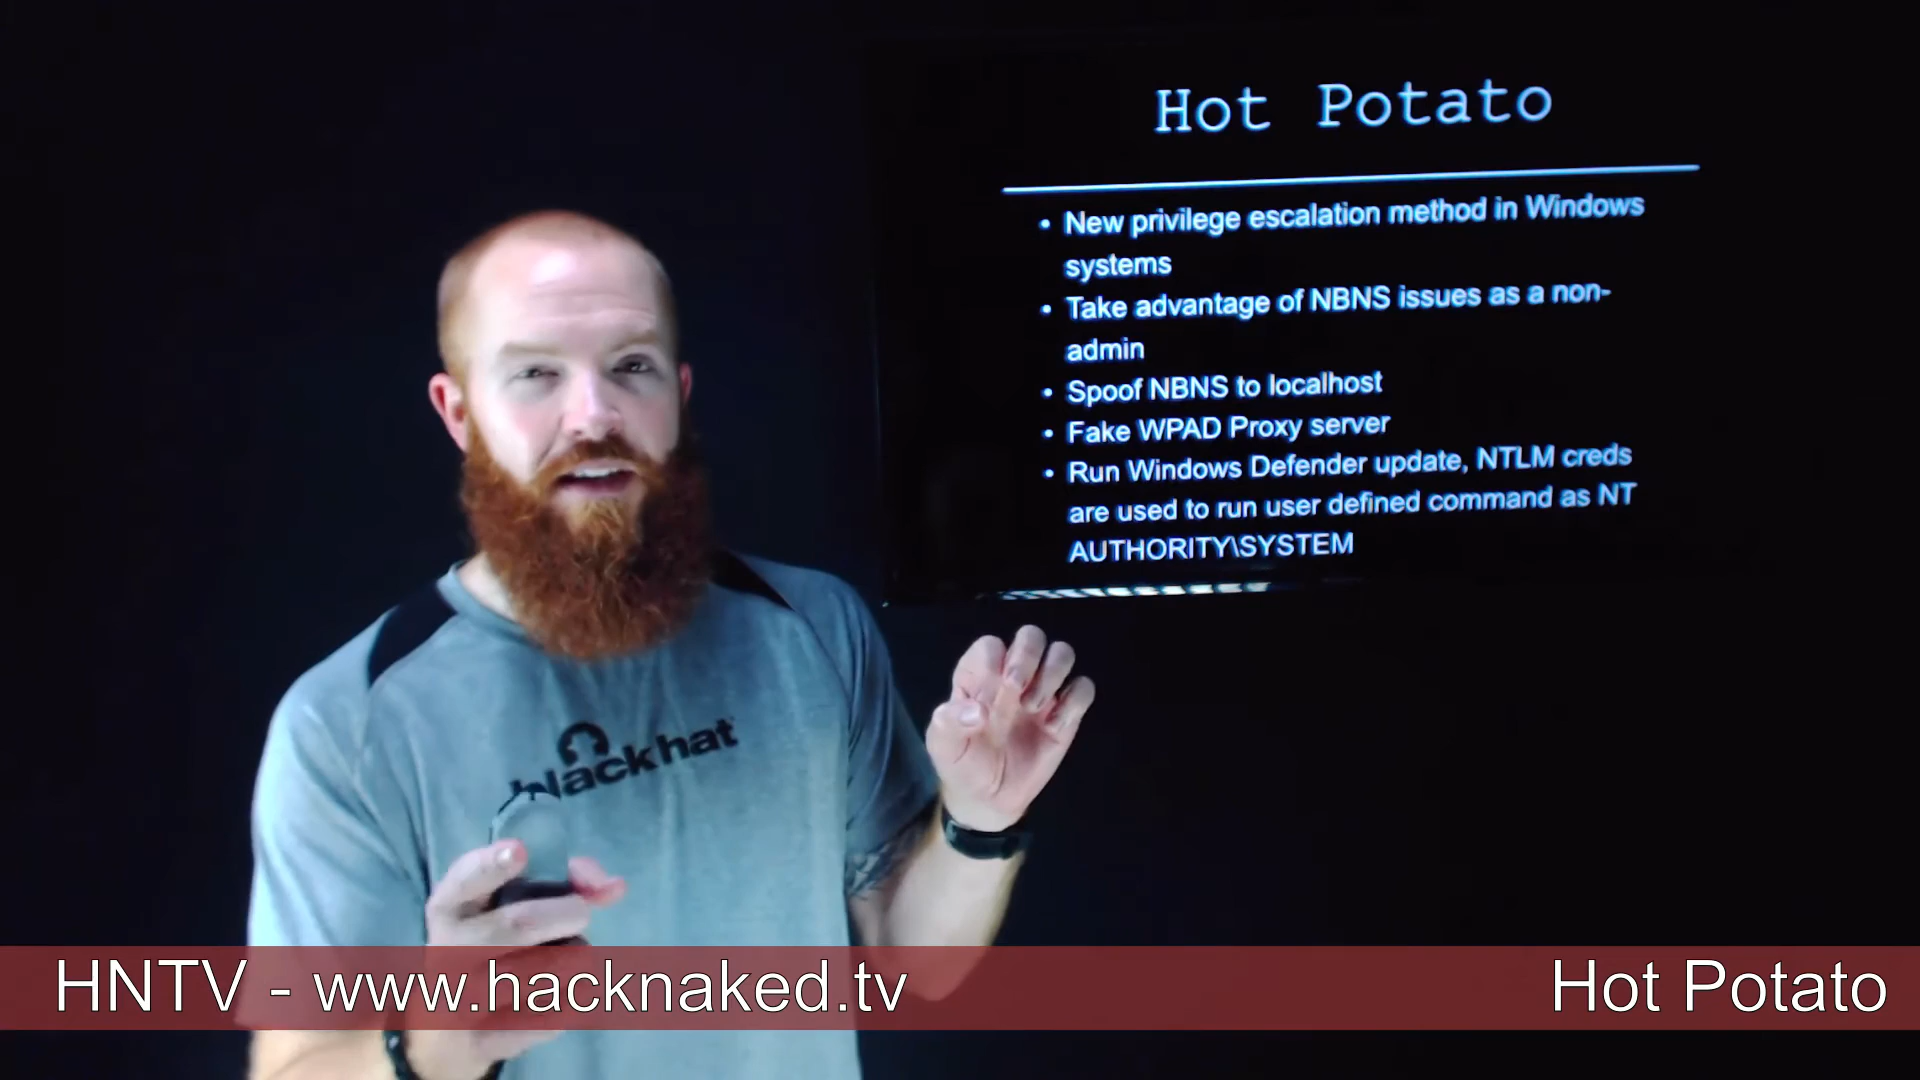 Hot Potato
• New privilege escalation method in Windows
systems
• Take advantage of NBNS issues as a non-
admin
• Spoof NBNS to localhost
• Fake WPAD Proxy server
• Run Windows Defender update, NTLM creds
are used to run user defined command as NT
AUTHORITY\SYSTEM
blackhat
HNTV - www.hacknaked.tv
Hot Potato